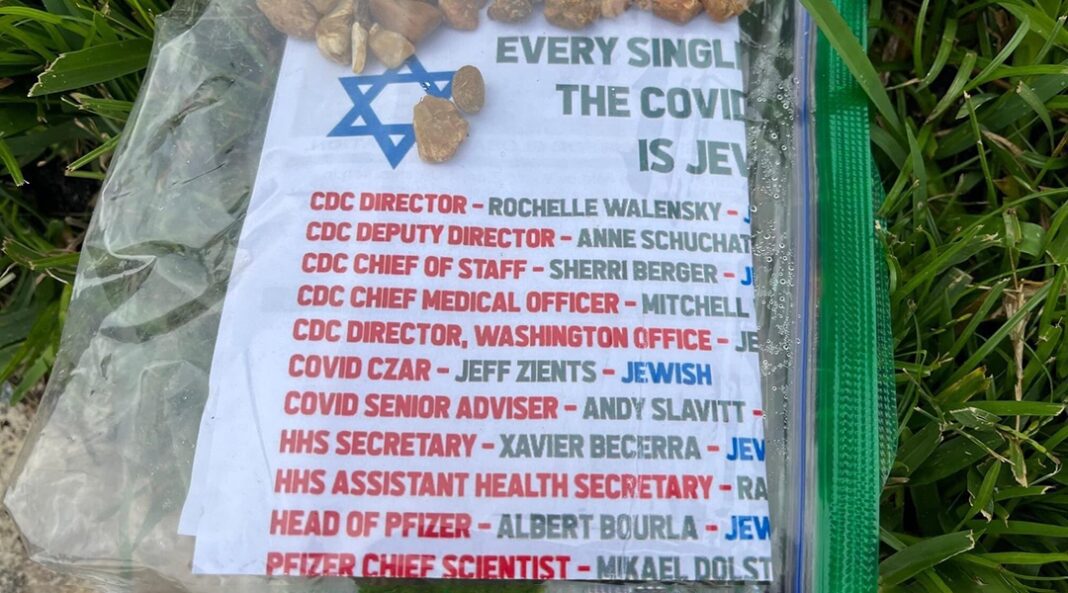 EVERY SINGL
THE COVID
IS JEW
CDC DIRECTOR – ROCHELLE WALENSKY – J
CDC DEPUTY DIRECTOR – ANNE SCHUCHAT
CDC CHIEF OF STAFF – SHERRI BERGER – J
CDC CHIEF MEDICAL OFFICER – MITCHELL
CDC DIRECTOR, WASHINGTON OFFICE – JE
COVID CZAR – JEFF ZIENTS – JEWISH
COVID SENIOR ADVISER – ANDY SLAVITT –
HHS SECRETARY – XAVIER BECERRA – JEW
HHS ASSISTANT HEALTH SECRETARY – RA
HEAD OF PFIZER – ALBERT BOURLA – JEW
PFIZER CHIEF SCIENTIST – MIKAEL DOLST